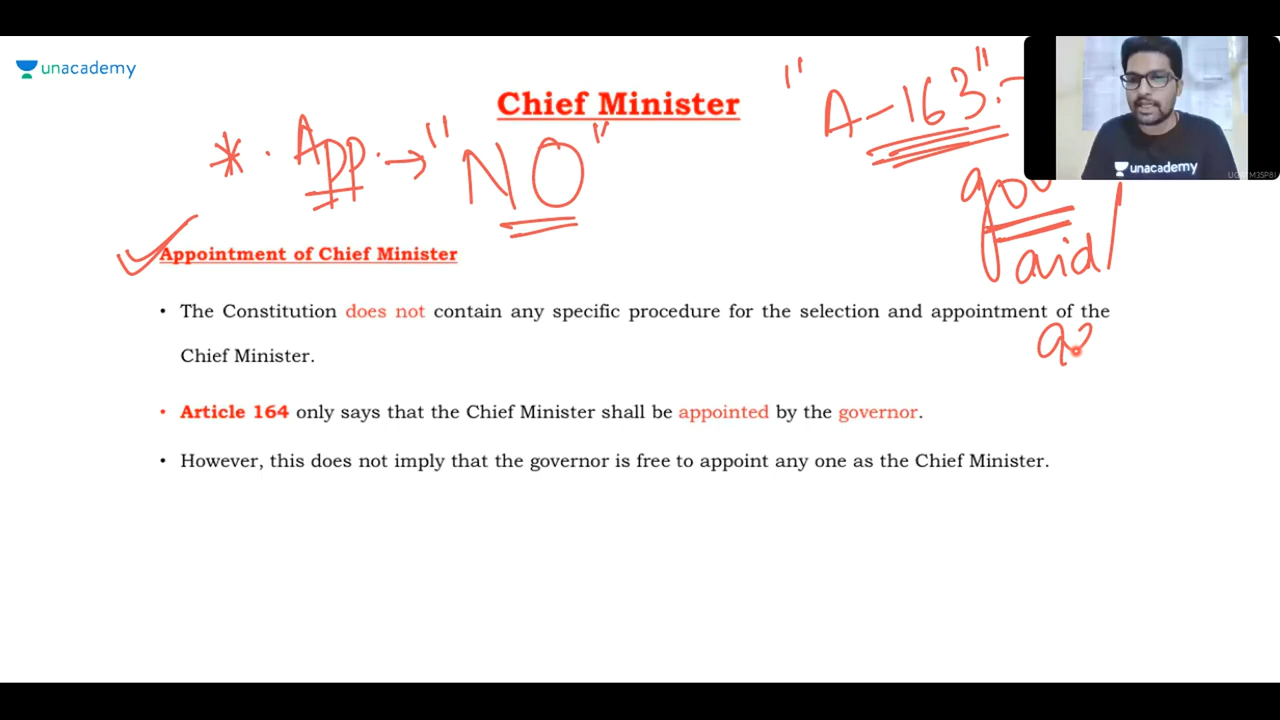 unacademy
Chief Minister
"A-163":-
* . App. → "NO"
unacademy
aid/
Appointment of Chief Minister
• The Constitution does not contain any specific procedure for the selection and appointment of the
Chief Minister.
• Article 164 only says that the Chief Minister shall be appointed by the governor.
• However, this does not imply that the governor is free to appoint any one as the Chief Minister.